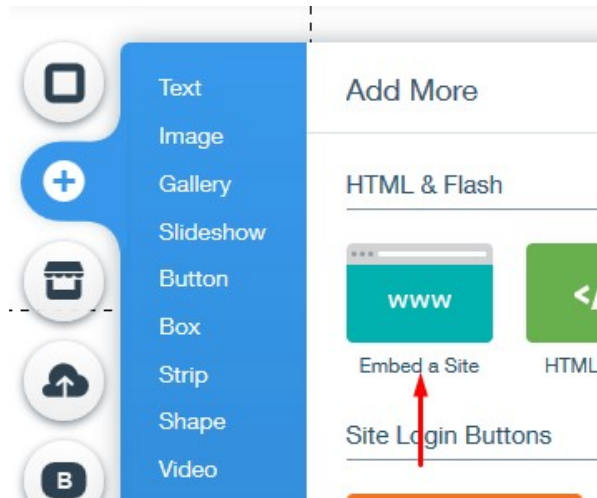 Text
Image
Gallery
Slideshow
Button
Box
Strip
Shape
Video
Add More
HTML & Flash
www
</
Embed a Site
HTML
Site Login Buttons
B